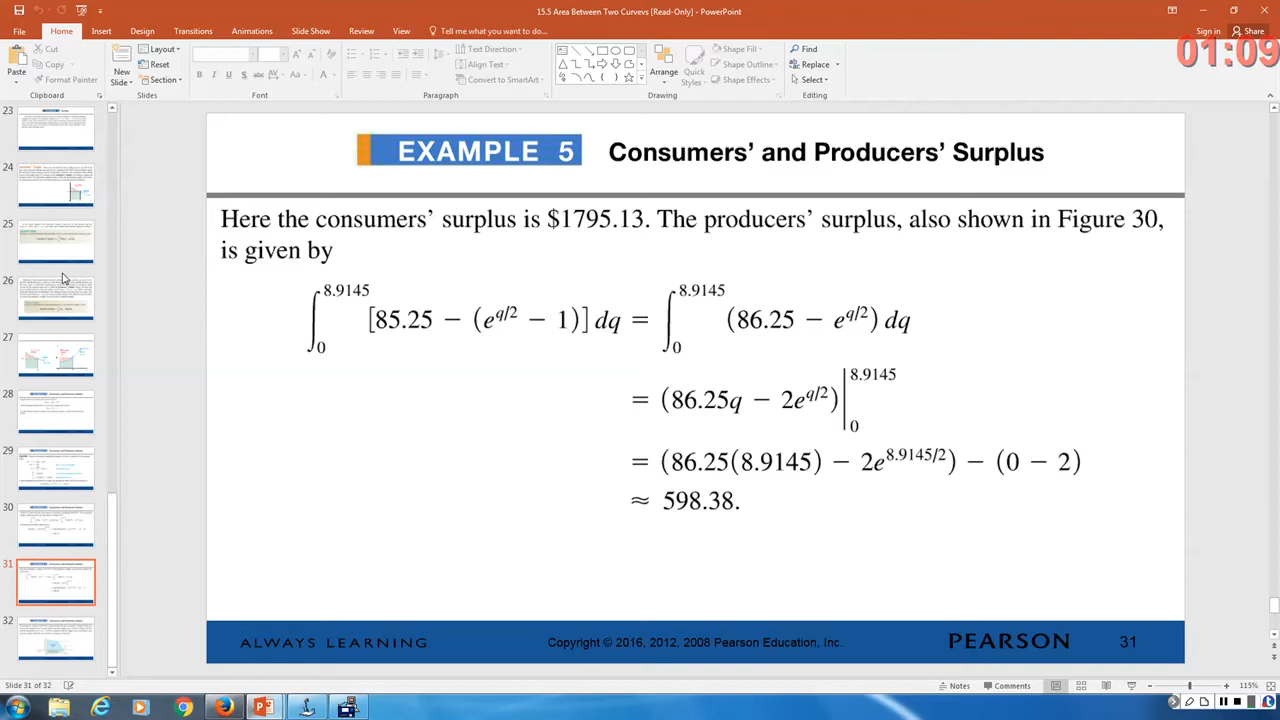 15.5 Area Between Two Curves [Read-Only] - PowerPoint
File Home Insert Design Transitions Animations Slide Show Review View Tell me what you want to do...
Sign in Share
01:09
Paste Cut Copy Format Painter Clipboard
New Slide Layout Reset Section Slides
Font
Text Direction Align Text Convert to SmartArt Paragraph
Arrange Quick Styles Shape Fill Shape Outline Shape Effects Drawing
Find Replace Select Editing
23
24
25
26
27
28
29
30
31
32
EXAMPLE 5 Consumers' and Producers' Surplus
Here the consumers' surplus is $1795.13. The producers' surplus, also shown in Figure 30,
is given by
∫₀^8.9145 [85.25 − (e^q/2 − 1)] dq = ∫₀^8.9145 (86.25 − e^q/2) dq
= (86.25q − 2e^q/2) |₀^8.9145
= (86.25(8.9145) − 2e^8.9145/2) − (0 − 2)
≈ 598.38.
ALWAYS LEARNING Copyright © 2016, 2012, 2008 Pearson Education, Inc. PEARSON 31
Slide 31 of 32 Notes Comments 115%